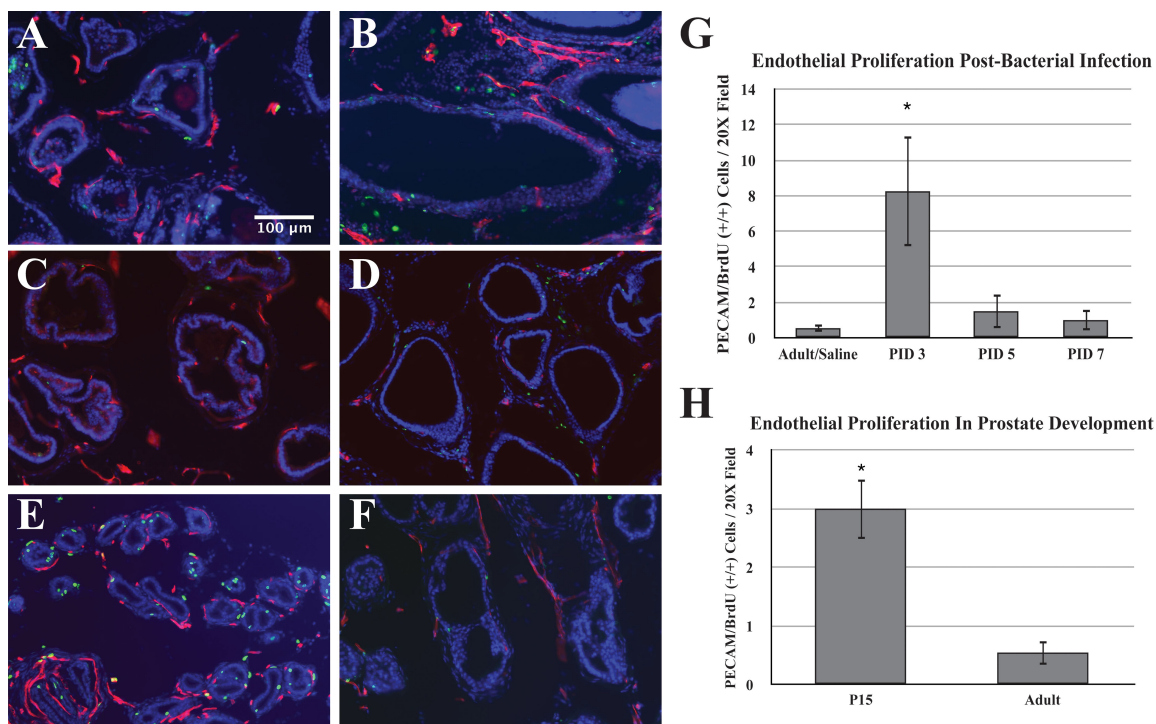 A
B
100 µm
C
D
E
F
G
Endothelial Proliferation Post-Bacterial Infection
PECAM/BrdU (+/+) Cells / 20X Field
14
12
10
8
6
4
2
0
*
Adult/Saline PID 3 PID 5 PID 7
H
Endothelial Proliferation In Prostate Development
PECAM/BrdU (+/+) Cells / 20X Field
4
3
2
1
0
*
P15 Adult